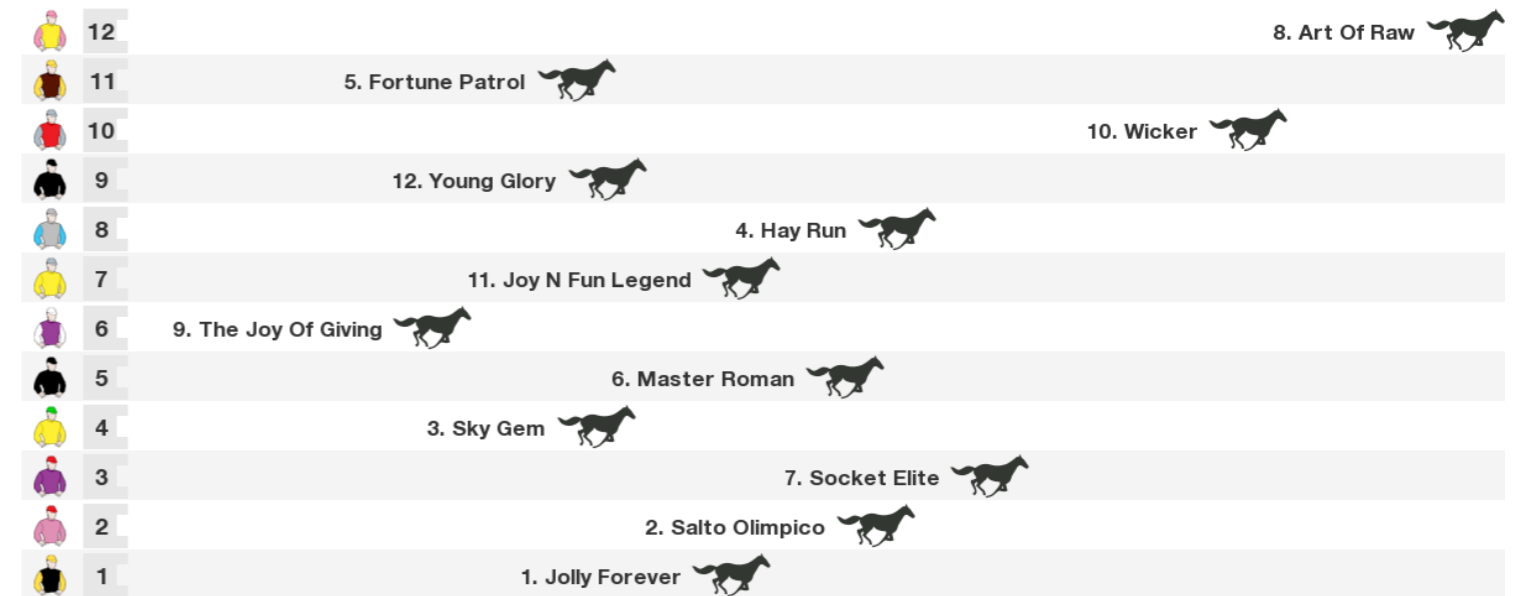 12 8. Art Of Raw
11 5. Fortune Patrol
10 10. Wicker
9 12. Young Glory
8 4. Hay Run
7 11. Joy N Fun Legend
6 9. The Joy Of Giving
5 6. Master Roman
4 3. Sky Gem
3 7. Socket Elite
2 2. Salto Olimpico
1 1. Jolly Forever